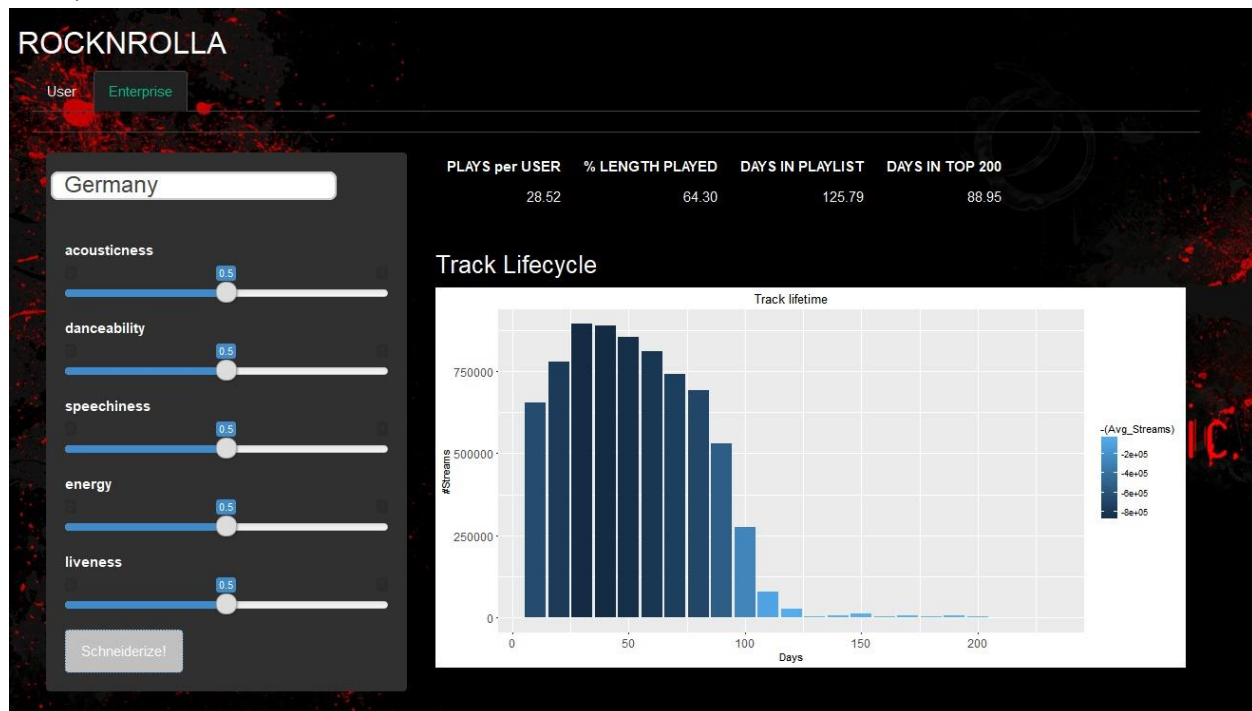 ROCKNROLLA
User Enterprise
Germany
acousticness
0.5
danceability
0.5
speechiness
0.5
energy
0.5
liveness
0.5
Schneiderize!
PLAYS per USER % LENGTH PLAYED DAYS IN PLAYLIST DAYS IN TOP 200
28.52 64.30 125.79 88.95
Track Lifecycle
Track lifetime
#Streams
750000
500000
250000
0
0 50 100 150 200
Days
-(Avg_Streams)
-2e+05
-4e+05
-6e+05
-8e+05
IC.